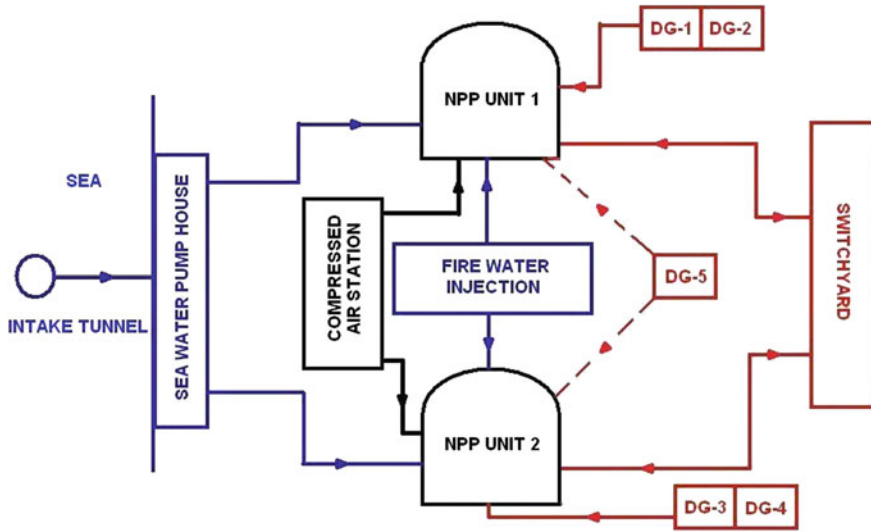 DG-1 DG-2
NPP UNIT 1
SEA
SEA WATER PUMP HOUSE
INTAKE TUNNEL
COMPRESSED
AIR STATION
FIRE WATER
INJECTION
DG-5
SWITCHYARD
NPP UNIT 2
DG-3 DG-4